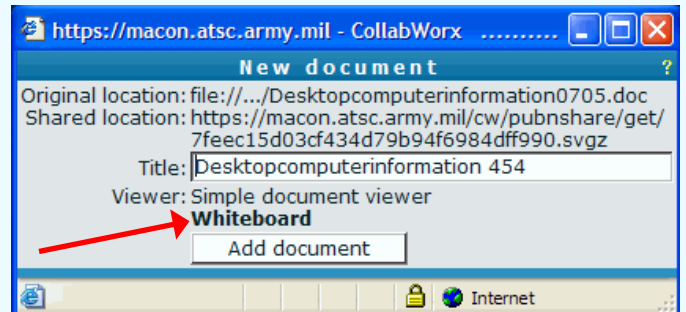 https://macon.atsc.army.mil - CollabWorx ..........
New document ?
Original location: file://.../Desktopcomputerinformation0705.doc
Shared location: https://macon.atsc.army.mil/cw/pubnshare/get/
7feec15d03cf434d79b94f6984dff990.svgz
Title: Desktopcomputerinformation 454
Viewer: Simple document viewer
Whiteboard
Add document
Internet